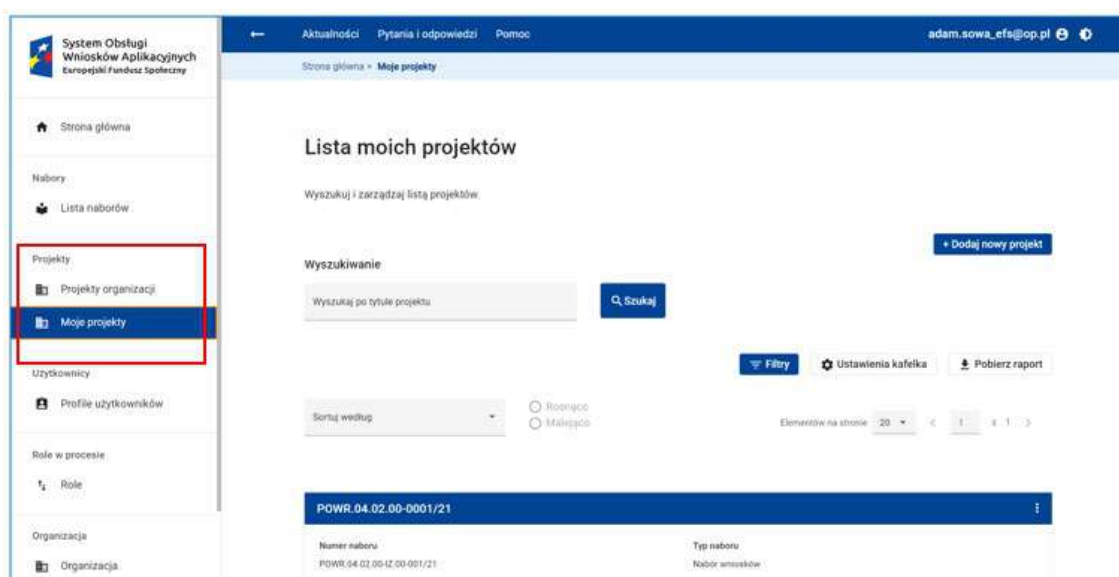 System Obsługi
Wniosków Aplikacyjnych
Europejski Fundusz Społeczny
Aktualności Pytania i odpowiedzi Pomoc
adam.sowa_efs@op.pl
Strona główna » Moje projekty
Strona główna
Nabory
Lista naborów
Projekty
Projekty organizacji
Moje projekty
Użytkownicy
Profile użytkowników
Role w procesie
Role
Organizacja
Organizacja
Lista moich projektów
Wyszukuj i zarządzaj listą projektów.
+ Dodaj nowy projekt
Wyszukiwanie
Wyszukaj po tytule projektu
Szukaj
Filtry
Ustawienia kafelka
Pobierz raport
Sortuj według
Rosnąco
Malejąco
Elementów na stronie 20 < 1 z 1 >
POWR.04.02.00-0001/21
Numer naboru
POWR.04.02.00-IZ.00-001/21
Typ naboru
Nabór wniosków